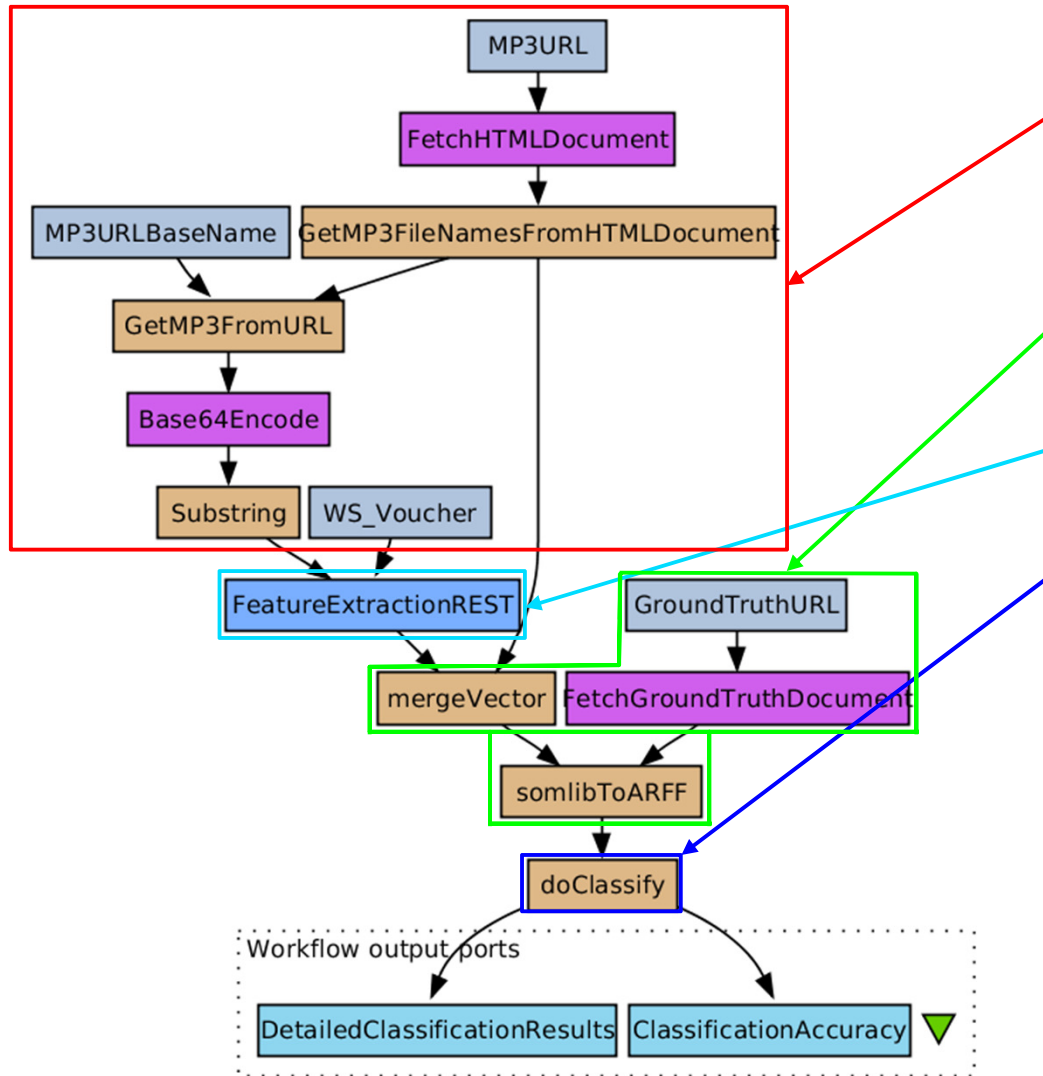 MP3URL
FetchHTMLDocument
MP3URLBaseName
GetMP3FileNamesFromHTMLDocument
GetMP3FromURL
Base64Encode
Substring
WS_Voucher
FeatureExtractionREST
GroundTruthURL
mergeVector
FetchGroundTruthDocument
somlibToARFF
doClassify
Workflow output ports
DetailedClassificationResults
ClassificationAccuracy